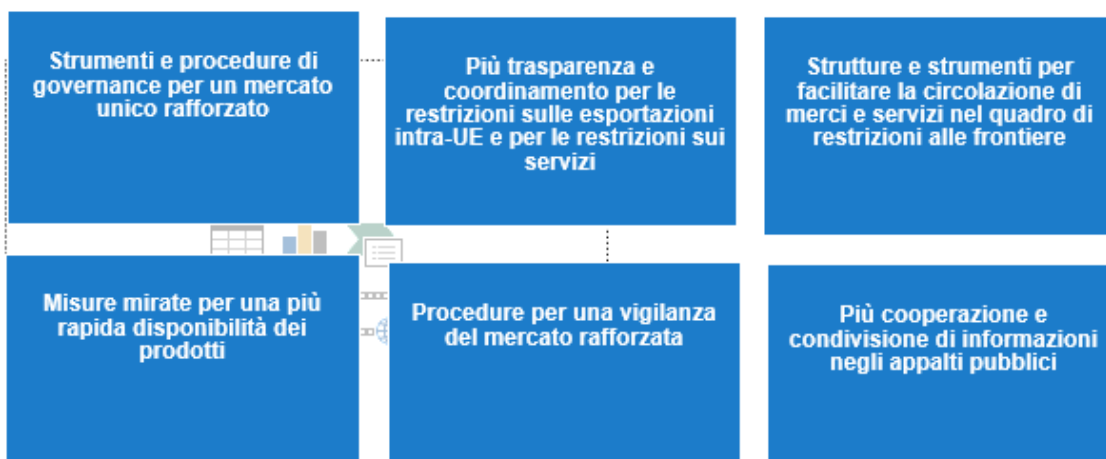 Strumenti e procedure di
governance per un mercato
unico rafforzato
Più trasparenza e
coordinamento per le
restrizioni sulle esportazioni
intra-UE e per le restrizioni sui
servizi
Strutture e strumenti per
facilitare la circolazione di
merci e servizi nel quadro di
restrizioni alle frontiere
Misure mirate per una più
rapida disponibilità dei
prodotti
Procedure per una vigilanza
del mercato rafforzata
Più cooperazione e
condivisione di informazioni
negli appalti pubblici